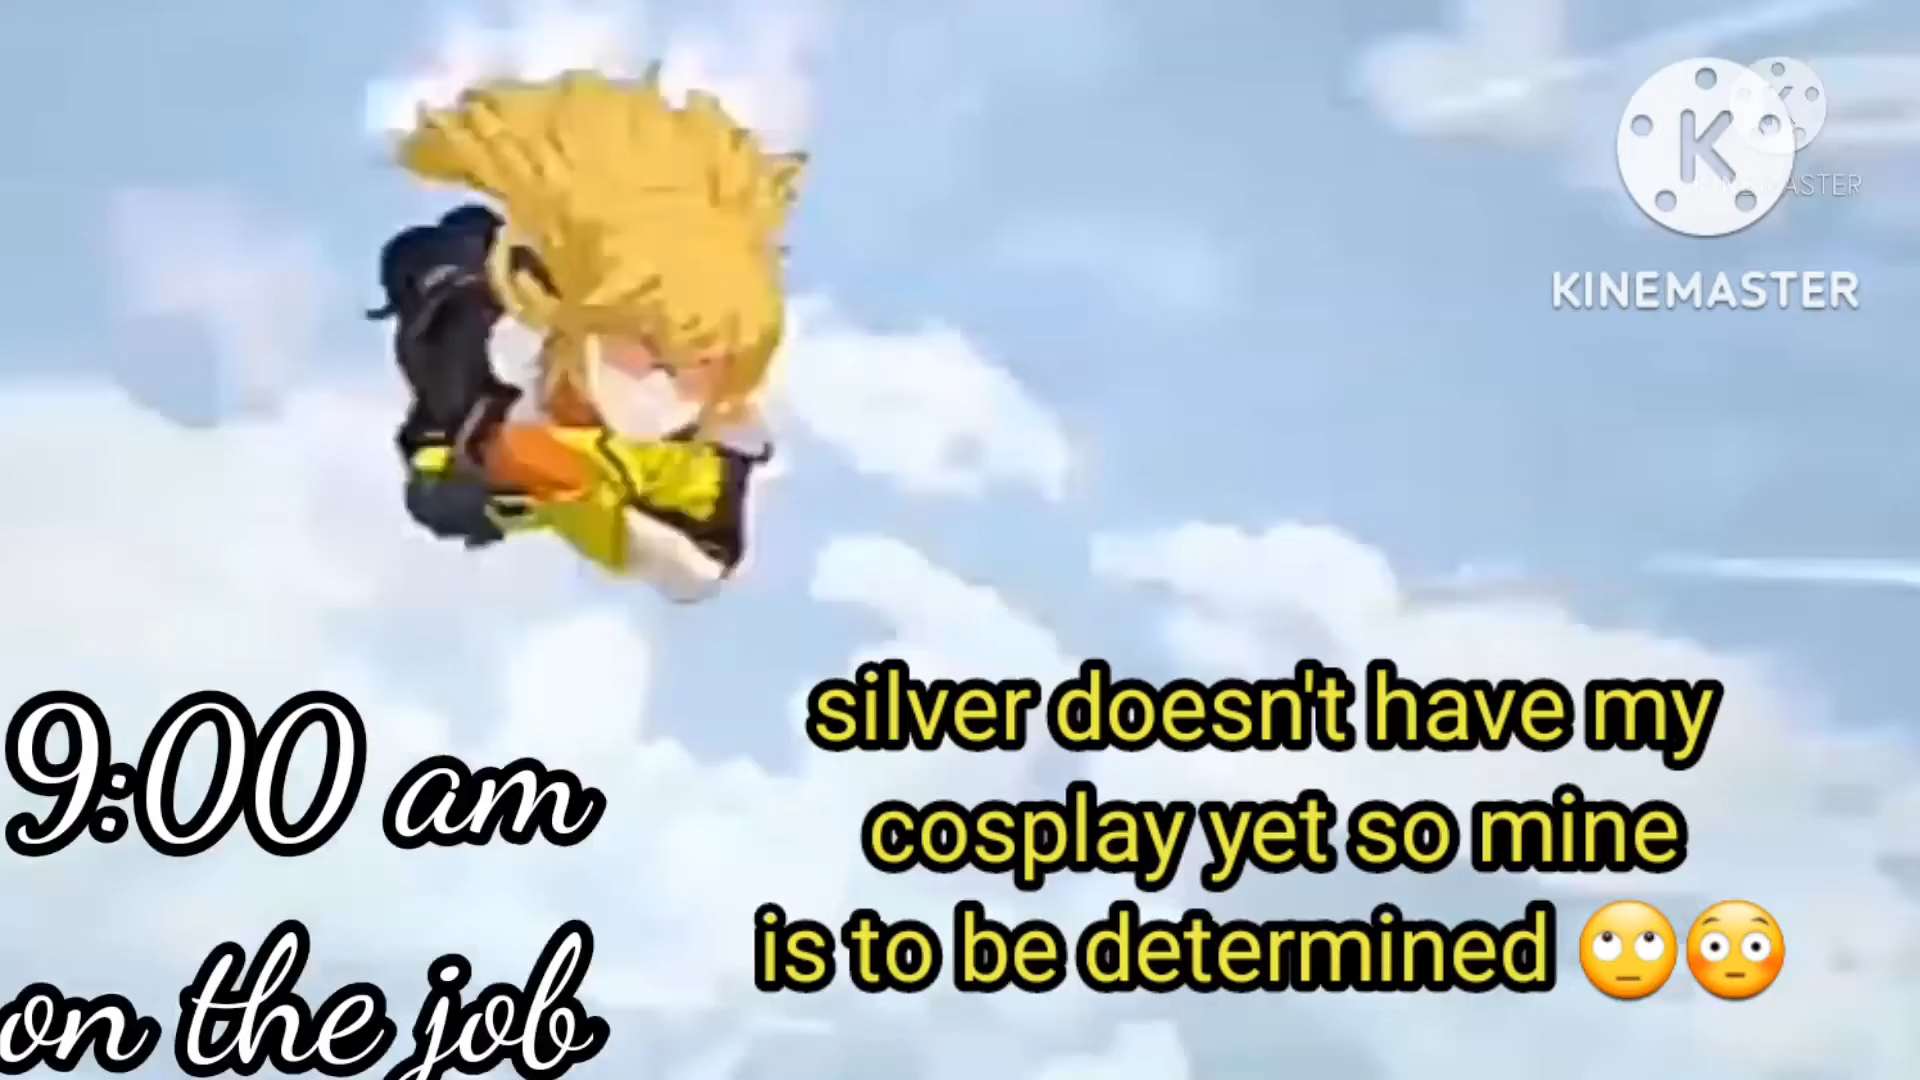 KINEMASTER
KINEMASTER
9:00 am
on the job
silver doesn't have my
cosplay yet so mine
is to be determined 🙄😳